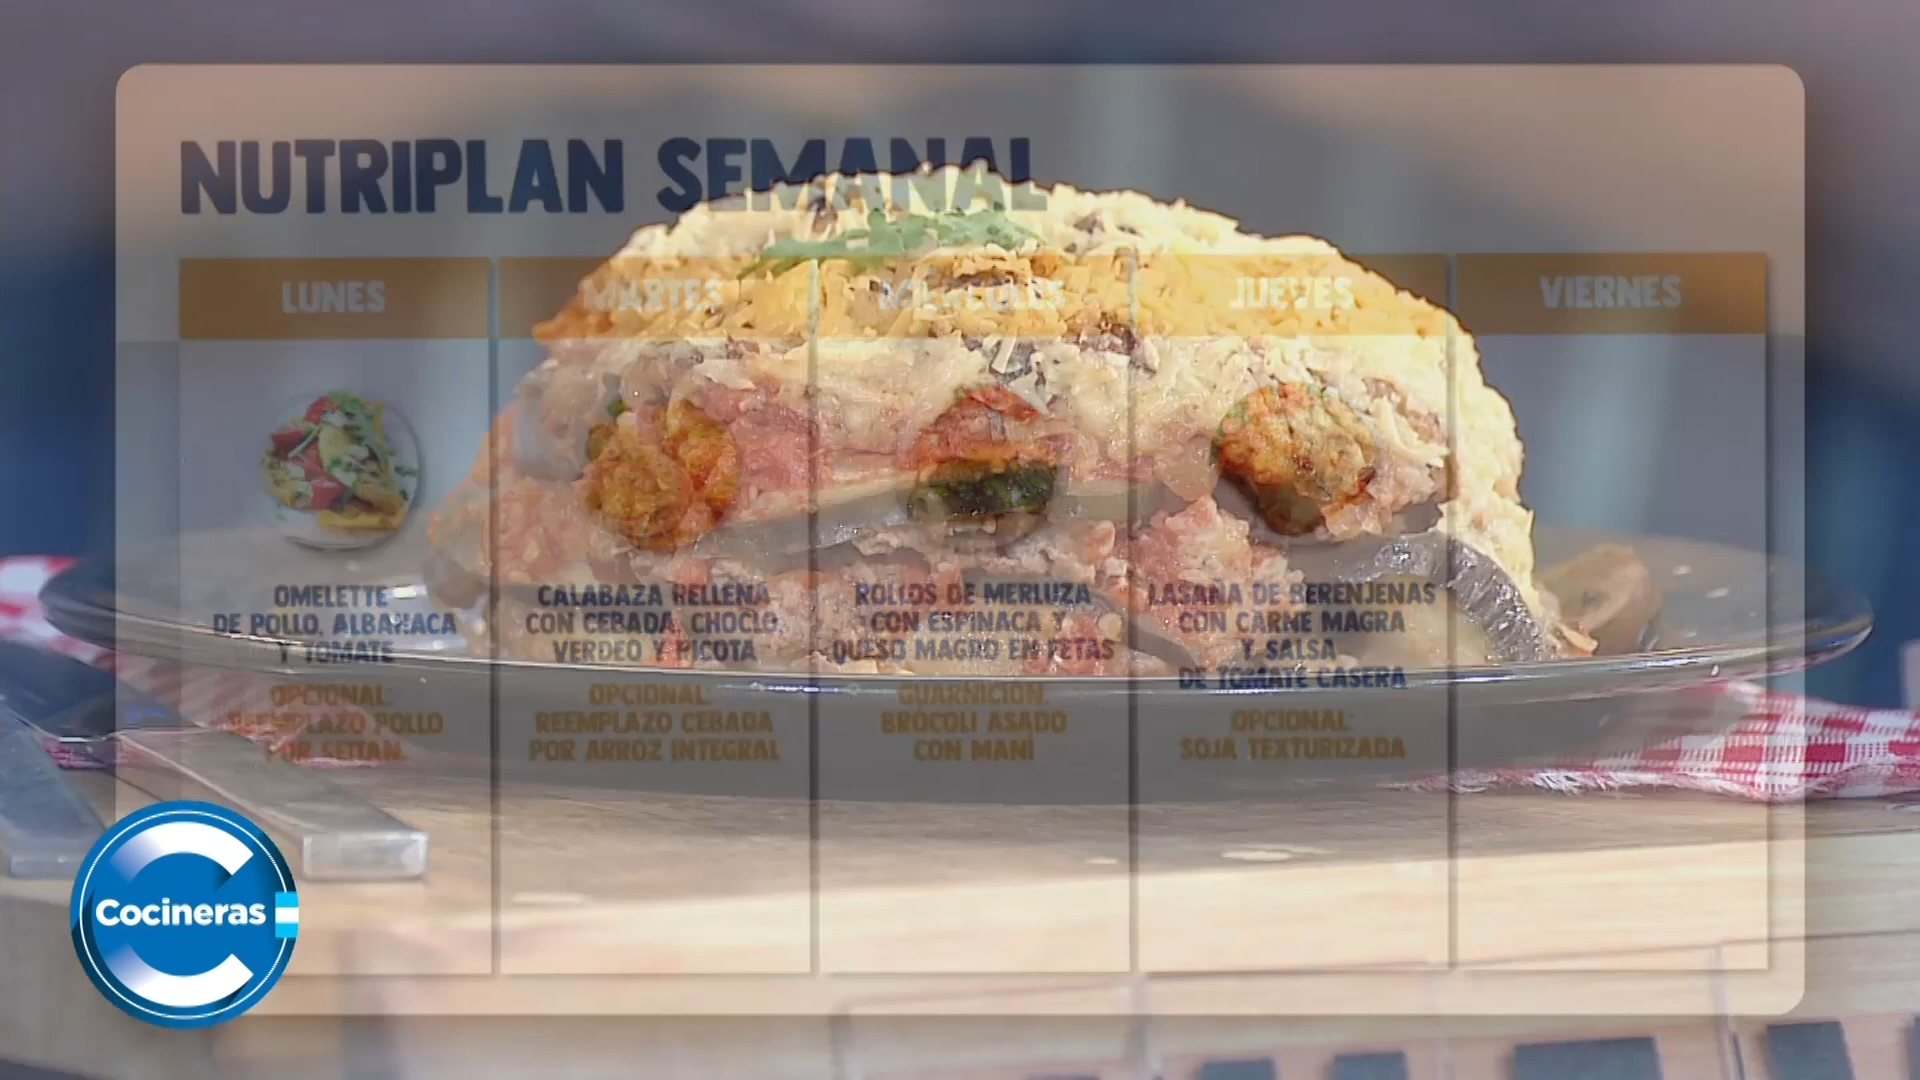 NUTRIPLAN SEMANAL
LUNES
MARTES
MIÉRCOLES
JUEVES
VIERNES
OMELETTE
DE POLLO, ALBAHACA
Y TOMATE
OPCIONAL:
REEMPLAZO POLLO
POR SEITAN
CALABAZA RELLENA
CON CEBADA, CHOCLO,
VERDEO Y RICOTA
OPCIONAL:
REEMPLAZO CEBADA
POR ARROZ INTEGRAL
ROLLOS DE MERLUZA
CON ESPINACA Y
QUESO MAGRO EN FETAS
GUARNICIÓN:
BRÓCOLI ASADO
CON MANÍ
LASAÑA DE BERENJENAS
CON CARNE MAGRA
Y SALSA
DE TOMATE CASERA
OPCIONAL:
SOJA TEXTURIZADA
Cocineras